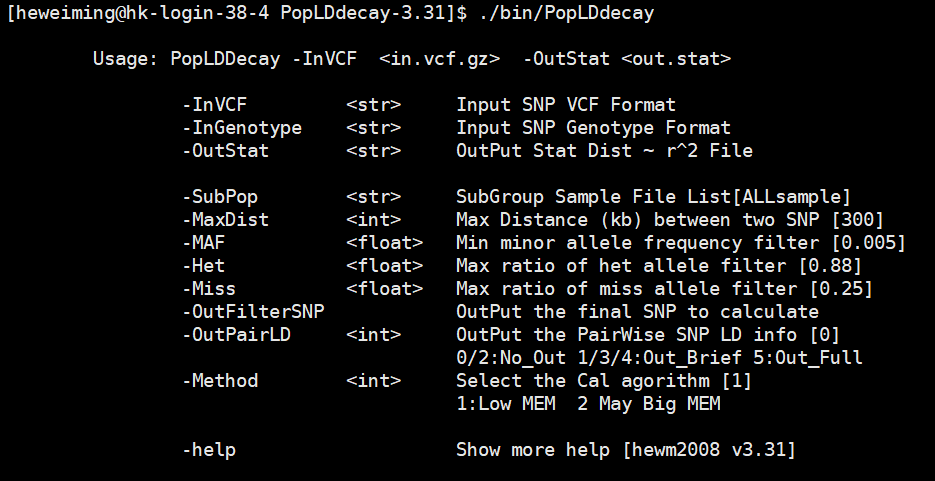 [heweiming@hk-login-38-4 PopLDdecay-3.31]$ ./bin/PopLDdecay
Usage: PopLDDecay -InVCF <in.vcf.gz> -OutStat <out.stat>
-InVCF <str> Input SNP VCF Format
-InGenotype <str> Input SNP Genotype Format
-OutStat <str> OutPut Stat Dist ~ r^2 File
-SubPop <str> SubGroup Sample File List[ALLsample]
-MaxDist <int> Max Distance (kb) between two SNP [300]
-MAF <float> Min minor allele frequency filter [0.005]
-Het <float> Max ratio of het allele filter [0.88]
-Miss <float> Max ratio of miss allele filter [0.25]
-OutFilterSNP OutPut the final SNP to calculate
-OutPairLD <int> OutPut the PairWise SNP LD info [0]
0/2:No_Out 1/3/4:Out_Brief 5:Out_Full
-Method <int> Select the Cal agorithm [1]
1:Low MEM 2 May Big MEM
-help Show more help [hewm2008 v3.31]